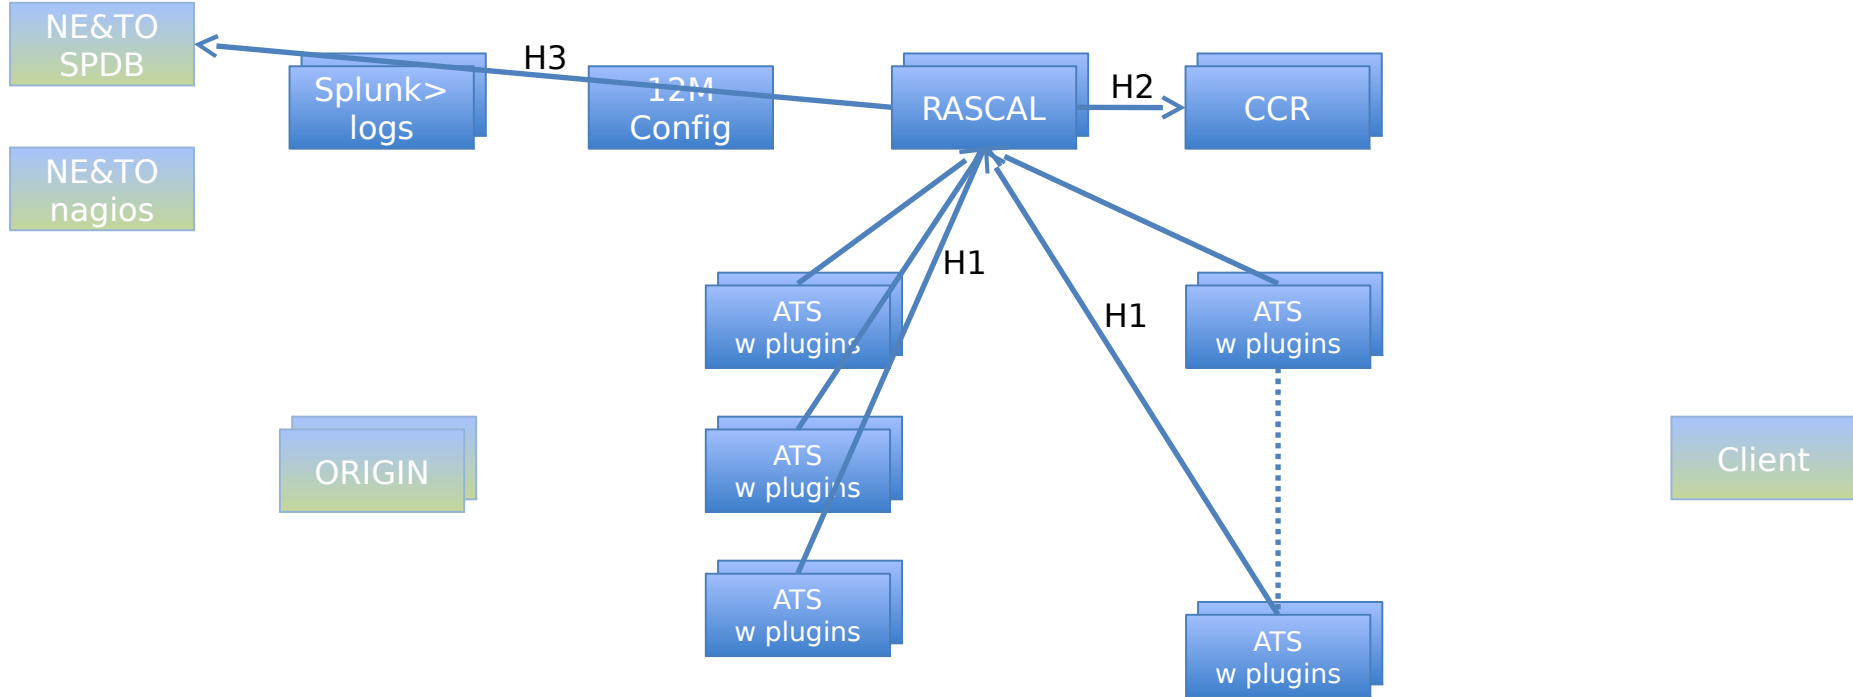 NE&TO
SPDB
Splunk>
logs
H3
12M
Config
RASCAL
H2
CCR
NE&TO
nagios
H1
H1
ATS
w plugins
ATS
w plugins
ORIGIN
ATS
w plugins
Client
ATS
w plugins
ATS
w plugins